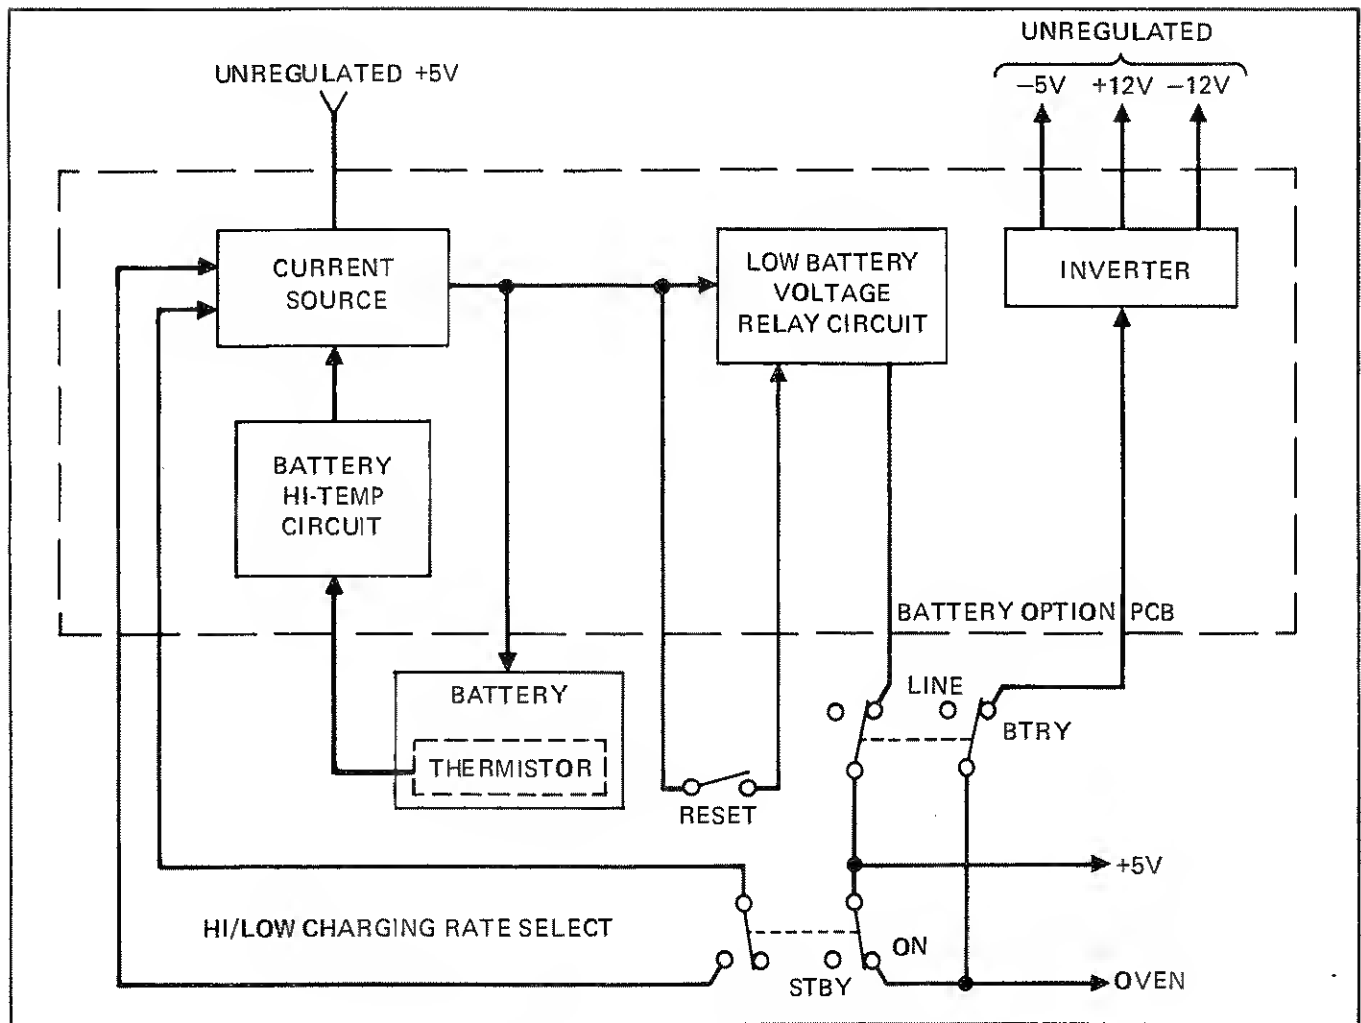 UNREGULATED
UNREGULATED +5V
–5V +12V –12V
CURRENT
SOURCE
LOW BATTERY
VOLTAGE
RELAY CIRCUIT
INVERTER
BATTERY
HI-TEMP
CIRCUIT
BATTERY OPTION PCB
BATTERY
THERMISTOR
LINE
BTRY
RESET
+5V
HI/LOW CHARGING RATE SELECT
ON
STBY
OVEN